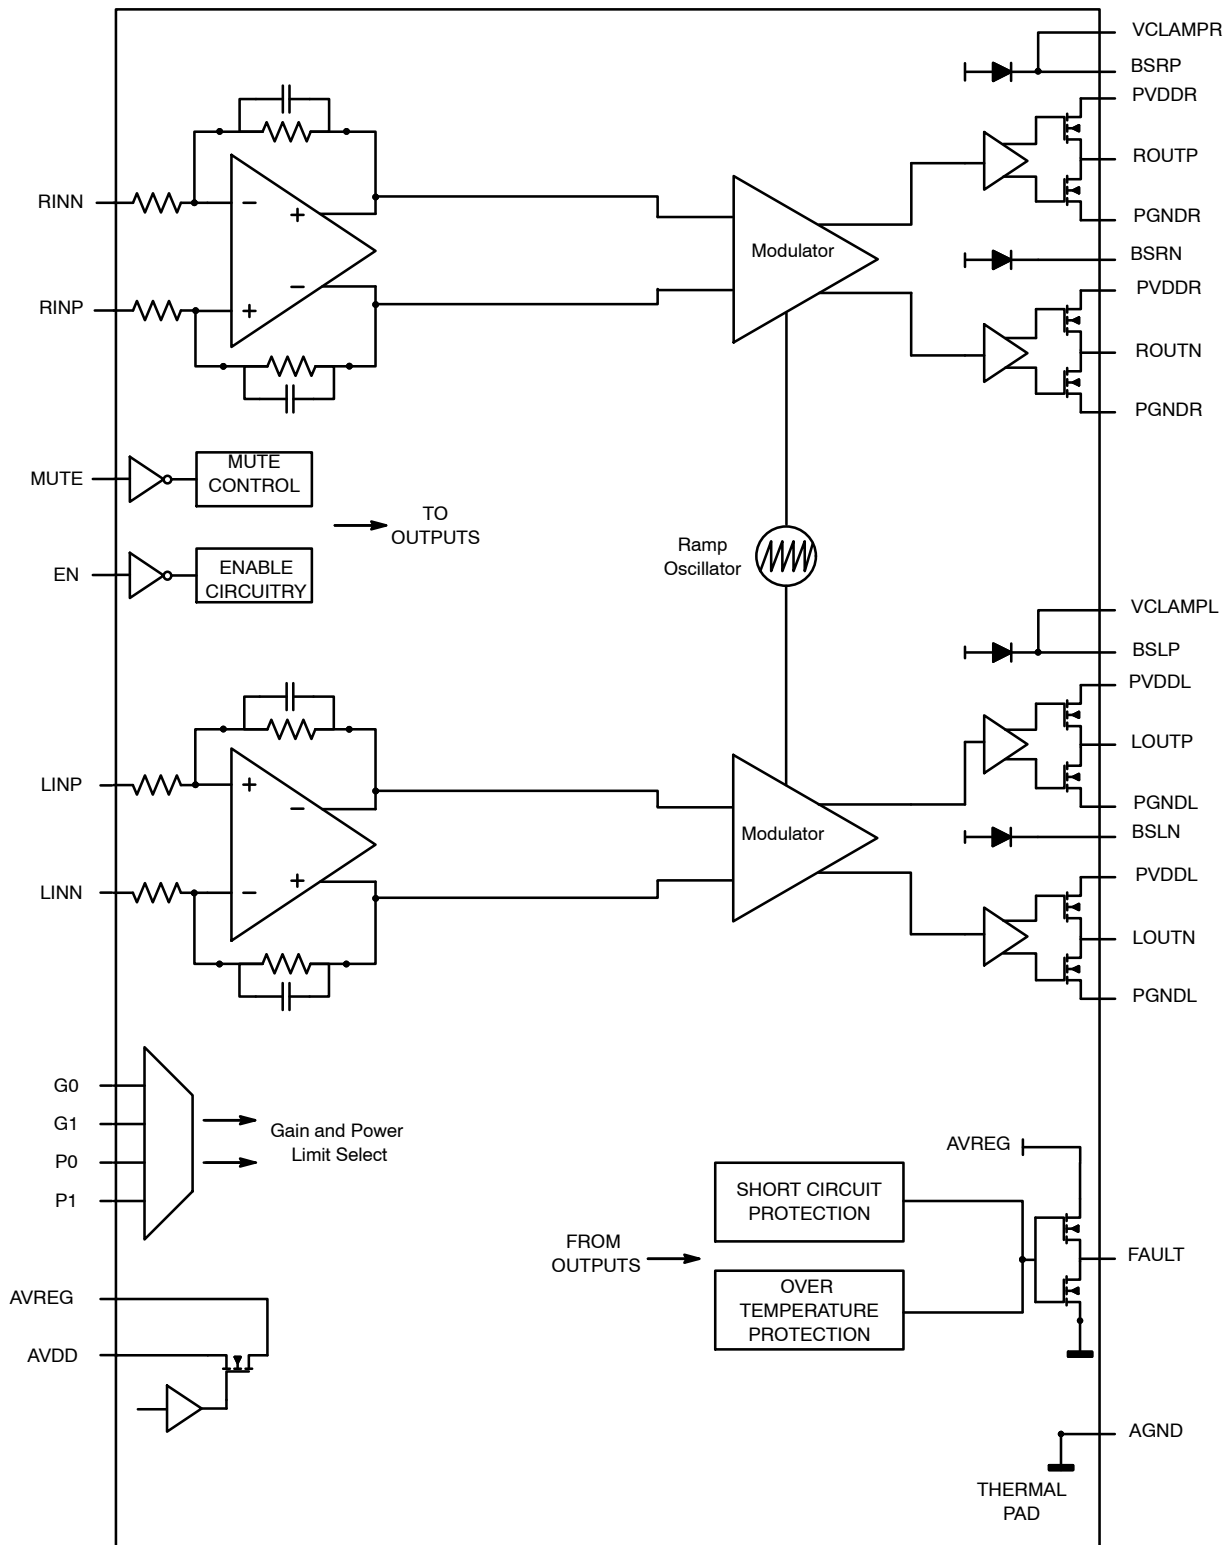 VCLAMPR
BSRP
PVDDR
ROUTP
PGNDR
BSRN
PVDDR
ROUTN
PGNDR
RINN
RINP
−
+
+
−
Modulator
MUTE
MUTE
CONTROL
TO
OUTPUTS
EN
ENABLE
CIRCUITRY
Ramp
Oscillator
VCLAMPL
BSLP
PVDDL
LOUTP
PGNDL
BSLN
PVDDL
LOUTN
PGNDL
LINP
LINN
+
−
−
+
Modulator
G0
G1
P0
P1
Gain and Power
Limit Select
AVREG
AVDD
FROM
OUTPUTS
SHORT CIRCUIT
PROTECTION
OVER
TEMPERATURE
PROTECTION
AVREG
FAULT
AGND
THERMAL
PAD